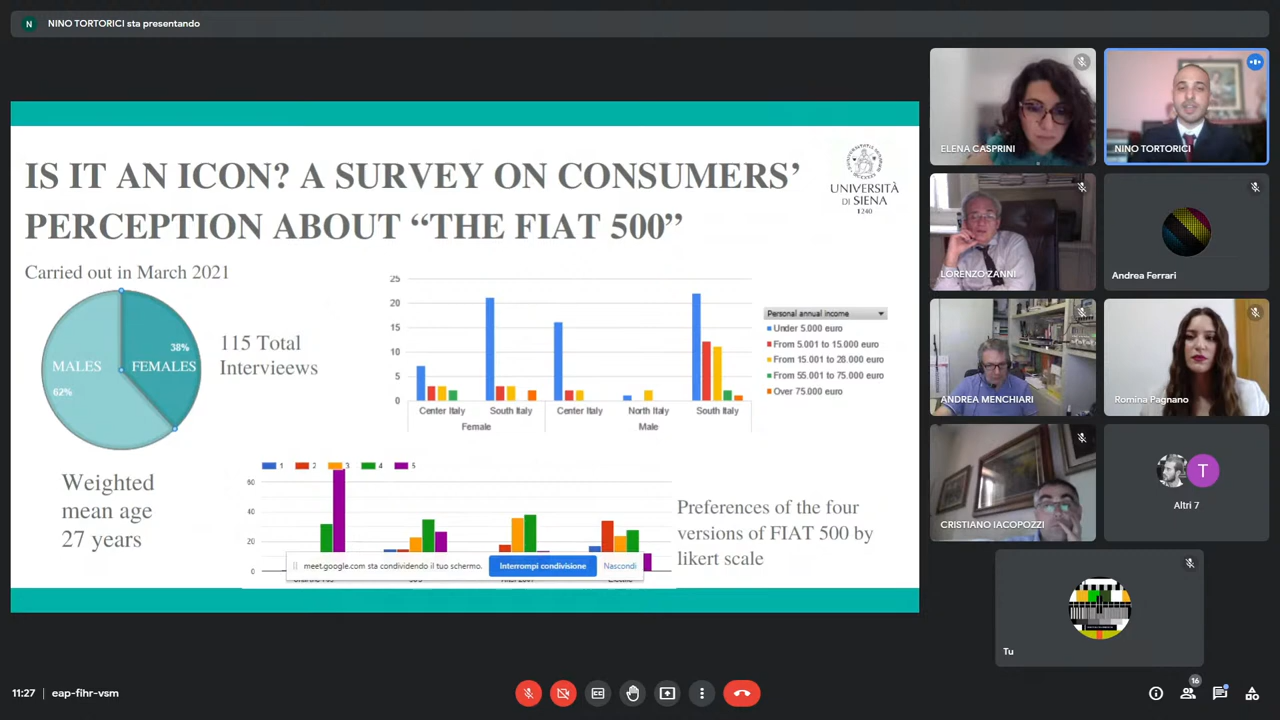 N NINO TORTORICI sta presentando
IS IT AN ICON? A SURVEY ON CONSUMERS'
PERCEPTION ABOUT “THE FIAT 500”
UNIVERSITÀ
DI SIENA
1240
Carried out in March 2021
MALES
62%
38%
FEMALES
115 Total
Intervieews
25
20
15
10
5
0
Center Italy
South Italy
Center Italy
North Italy
South Italy
Female
Male
Personal annual income
Under 5.000 euro
From 5.001 to 15.000 euro
From 15.001 to 28.000 euro
From 55.001 to 75.000 euro
Over 75.000 euro
Weighted
mean age
27 years
1 2 3 4 5
60
40
20
0
Preferences of the four
versions of FIAT 500 by
likert scale
meet.google.com sta condividendo il tuo schermo.
Interrompi condivisione
Nascondi
ELENA CASPRINI
NINO TORTORICI
LORENZO ZANNI
Andrea Ferrari
ANDREA MENCHIARI
Romina Pagnano
CRISTIANO IACOPOZZI
T
Altri 7
Tu
11:27 eap-fihr-vsm
16